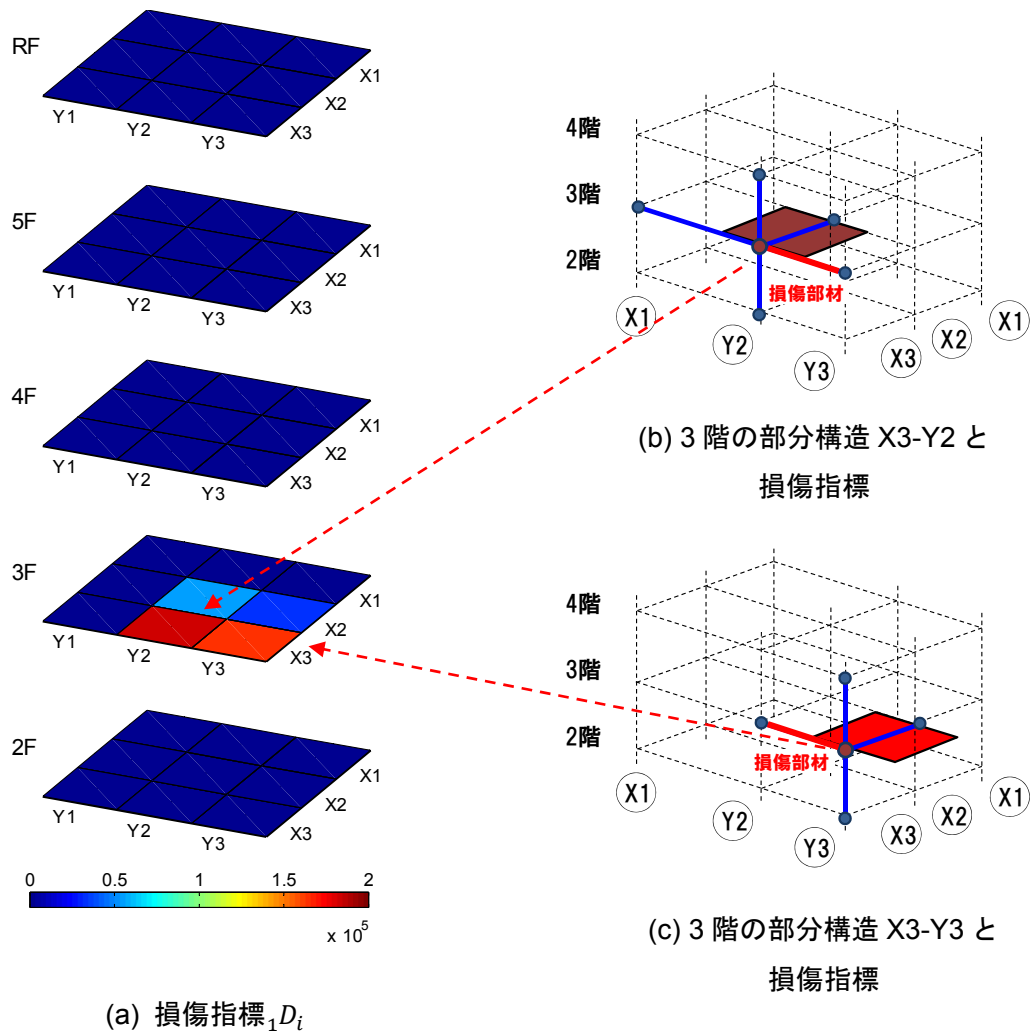 RF
X1
X2
X3
Y1
Y2
Y3
5F
X1
X2
X3
Y1
Y2
Y3
4F
X1
X2
X3
Y1
Y2
Y3
3F
X1
X2
X3
Y1
Y2
Y3
2F
X1
X2
X3
Y1
Y2
Y3
0 0.5 1 1.5 2
x 10⁵
(a) 損傷指標₁Dᵢ
4階
3階
2階
損傷部材
X1
Y2
Y3
X3
X2
X1
(b) 3 階の部分構造 X3-Y2 と
損傷指標
4階
3階
2階
損傷部材
X1
Y2
Y3
X3
X2
X1
(c) 3 階の部分構造 X3-Y3 と
損傷指標